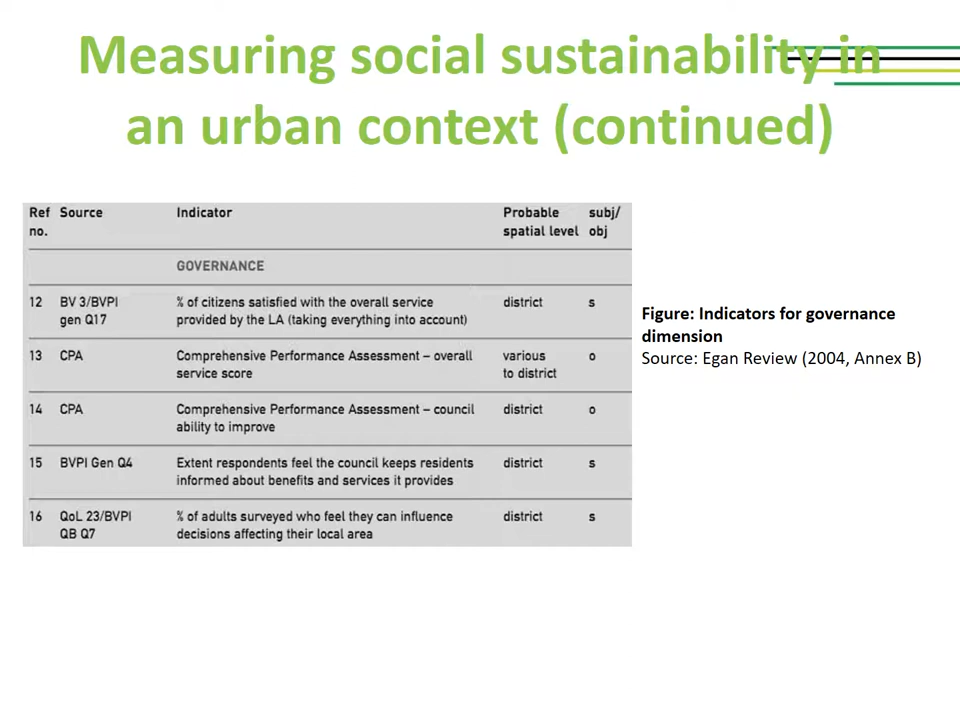 Measuring social sustainability in
an urban context (continued)
Ref Source Indicator Probable subj/
no. spatial level obj
GOVERNANCE
12 BV 3/BVPI % of citizens satisfied with the overall service district s
gen Q17 provided by the LA (taking everything into account)
13 CPA Comprehensive Performance Assessment – overall various o
service score to district
14 CPA Comprehensive Performance Assessment – council district o
ability to improve
15 BVPI Gen Q4 Extent respondents feel the council keeps residents district s
informed about benefits and services it provides
16 QoL 23/BVPI % of adults surveyed who feel they can influence district s
QB Q7 decisions affecting their local area
Figure: Indicators for governance
dimension
Source: Egan Review (2004, Annex B)